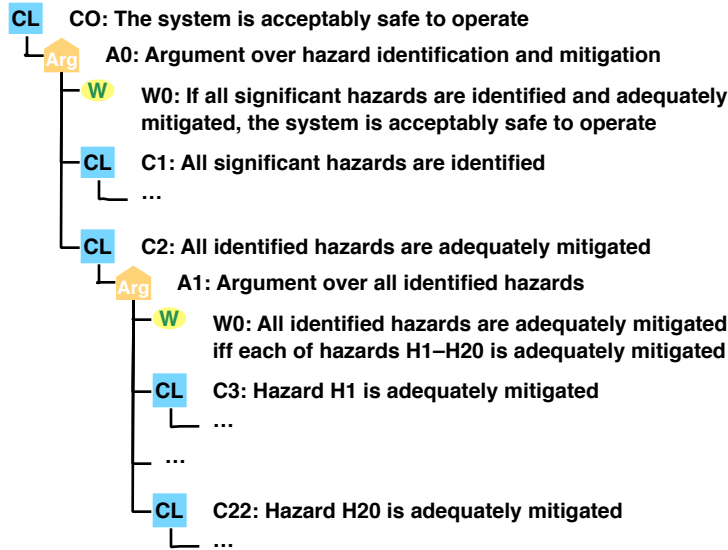 CL CO: The system is acceptably safe to operate
Arg A0: Argument over hazard identification and mitigation
W W0: If all significant hazards are identified and adequately
mitigated, the system is acceptably safe to operate
CL C1: All significant hazards are identified
...
CL C2: All identified hazards are adequately mitigated
Arg A1: Argument over all identified hazards
W W0: All identified hazards are adequately mitigated
iff each of hazards H1–H20 is adequately mitigated
CL C3: Hazard H1 is adequately mitigated
...
...
CL C22: Hazard H20 is adequately mitigated
...